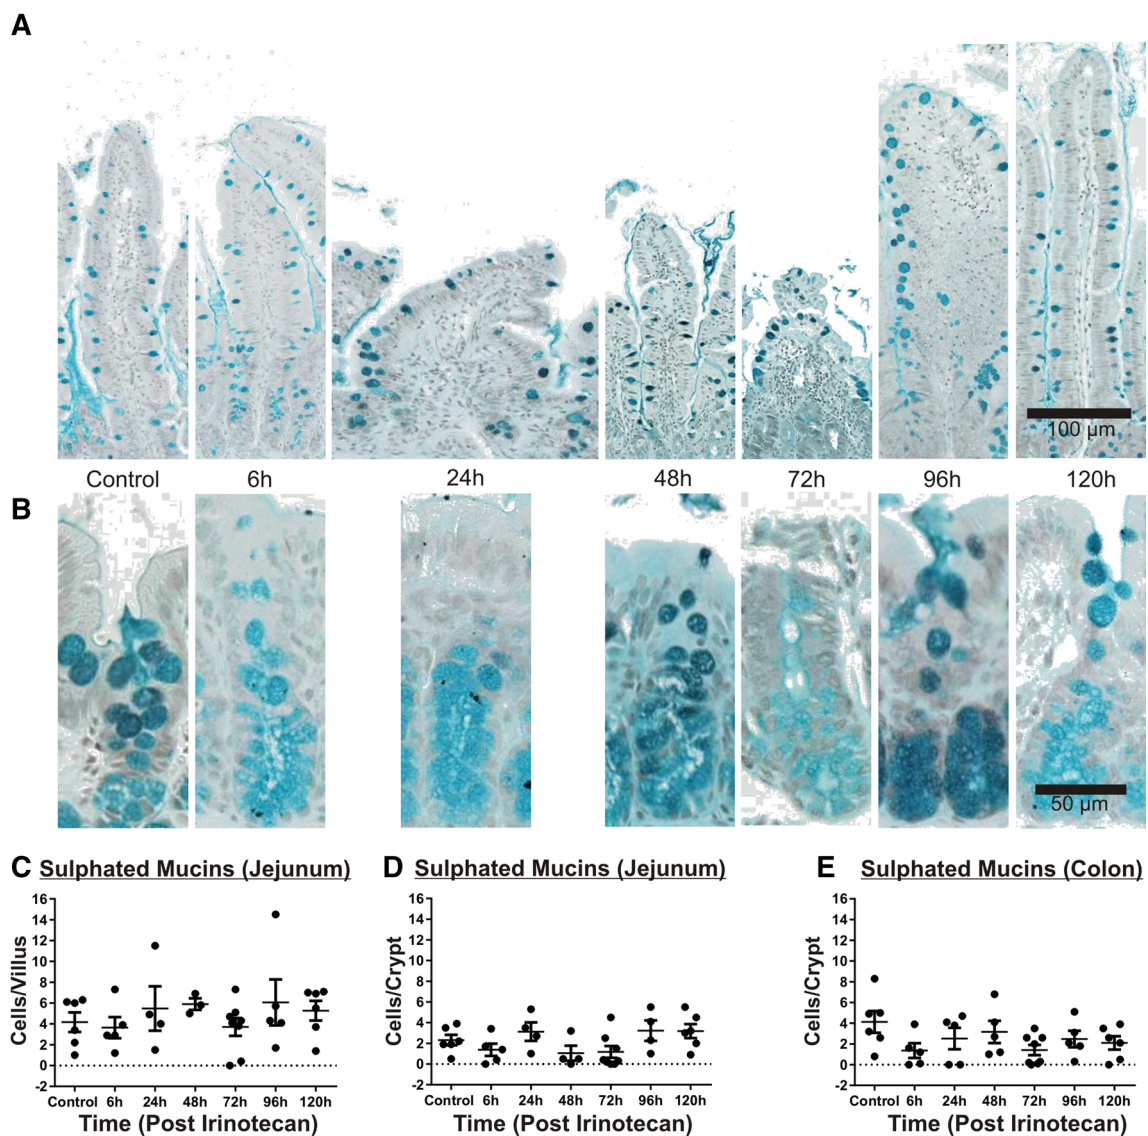 A
100 µm
Control 6h 24h 48h 72h 96h 120h
B
50 µm
C Sulphated Mucins (Jejunum)
16
14
12
10
8
6
4
2
0
-2
Cells/Villus
Control 6h 24h 48h 72h 96h 120h
Time (Post Irinotecan)
D Sulphated Mucins (Jejunum)
16
14
12
10
8
6
4
2
0
-2
Cells/Crypt
Control 6h 24h 48h 72h 96h 120h
Time (Post Irinotecan)
E Sulphated Mucins (Colon)
16
14
12
10
8
6
4
2
0
-2
Cells/Crypt
Control 6h 24h 48h 72h 96h 120h
Time (Post Irinotecan)